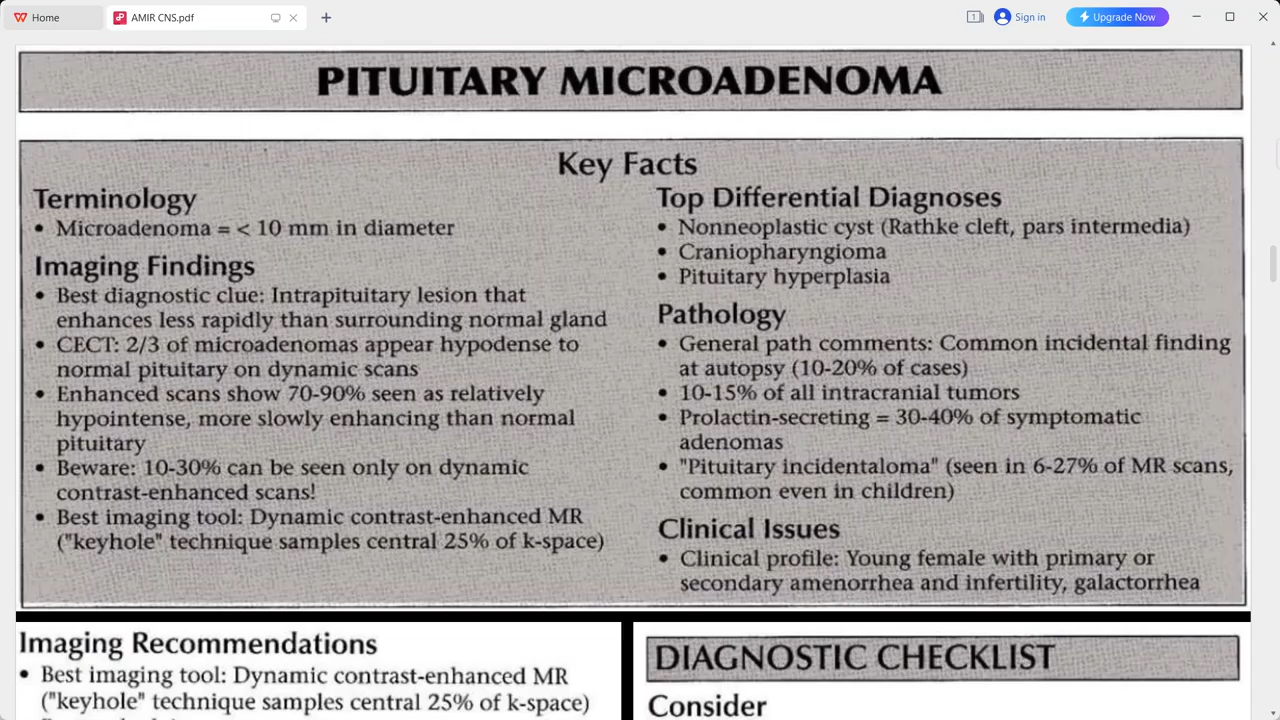 Home
AMIR CNS.pdf
1
Sign in
Upgrade Now
PITUITARY MICROADENOMA
Key Facts
Terminology
• Microadenoma = < 10 mm in diameter
Imaging Findings
• Best diagnostic clue: Intrapituitary lesion that
enhances less rapidly than surrounding normal gland
• CECT: 2/3 of microadenomas appear hypodense to
normal pituitary on dynamic scans
• Enhanced scans show 70-90% seen as relatively
hypointense, more slowly enhancing than normal
pituitary
• Beware: 10-30% can be seen only on dynamic
contrast-enhanced scans!
• Best imaging tool: Dynamic contrast-enhanced MR
("keyhole" technique samples central 25% of k-space)
Top Differential Diagnoses
• Nonneoplastic cyst (Rathke cleft, pars intermedia)
• Craniopharyngioma
• Pituitary hyperplasia
Pathology
• General path comments: Common incidental finding
at autopsy (10-20% of cases)
• 10-15% of all intracranial tumors
• Prolactin-secreting = 30-40% of symptomatic
adenomas
• "Pituitary incidentaloma" (seen in 6-27% of MR scans,
common even in children)
Clinical Issues
• Clinical profile: Young female with primary or
secondary amenorrhea and infertility, galactorrhea
Imaging Recommendations
• Best imaging tool: Dynamic contrast-enhanced MR
("keyhole" technique samples central 25% of k-space)
DIAGNOSTIC CHECKLIST
Consider